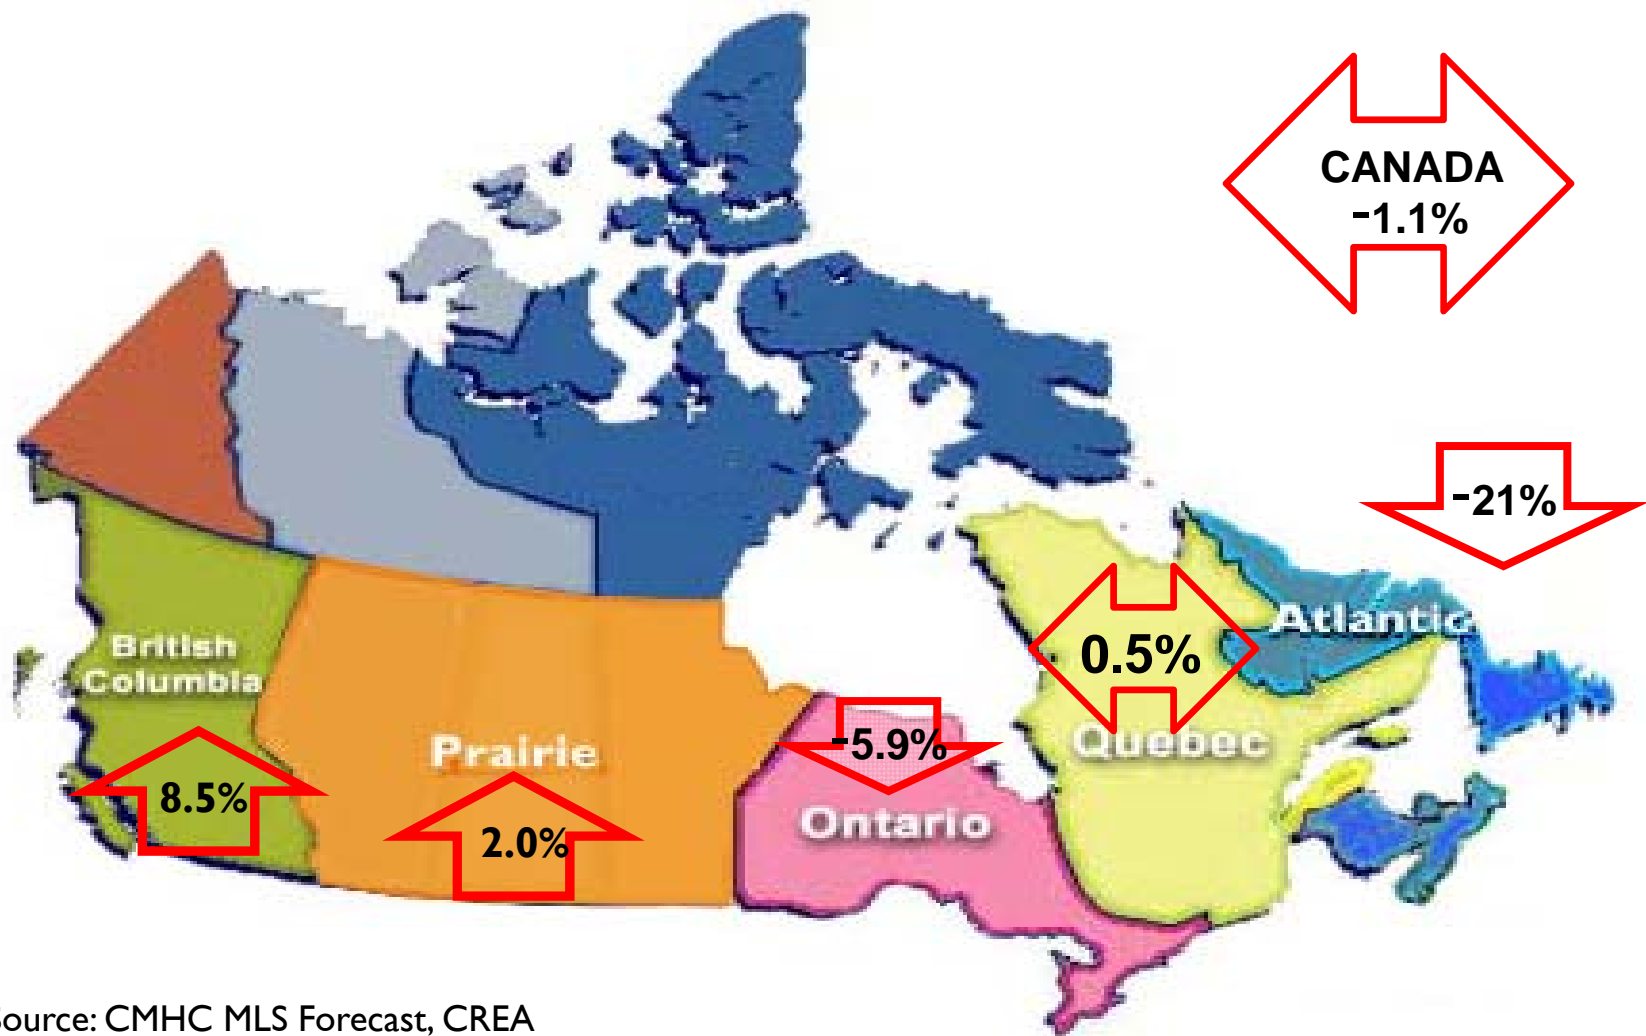 CANADA
-1.1%
-21%
Atlantic
0.5%
British
Columbia
-5.9%
Quebec
Prairie
8.5%
2.0%
Ontario
ource: CMHC MLS Forecast, CREA